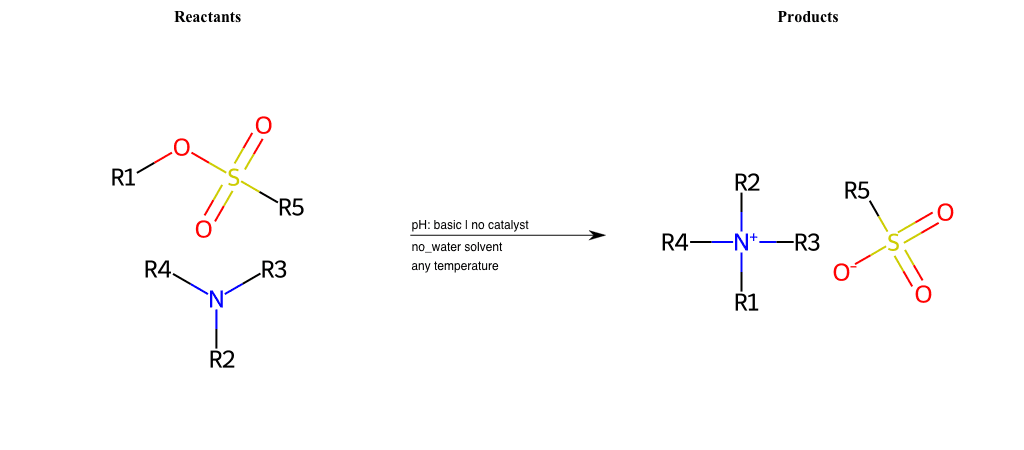 Reactants
Products
O
O
R1
S
R5
O
R4
R3
N
R2
pH: basic | no catalyst
no_water solvent
any temperature
R2
R4
N+
R3
R1
R5
O
S
O-
O